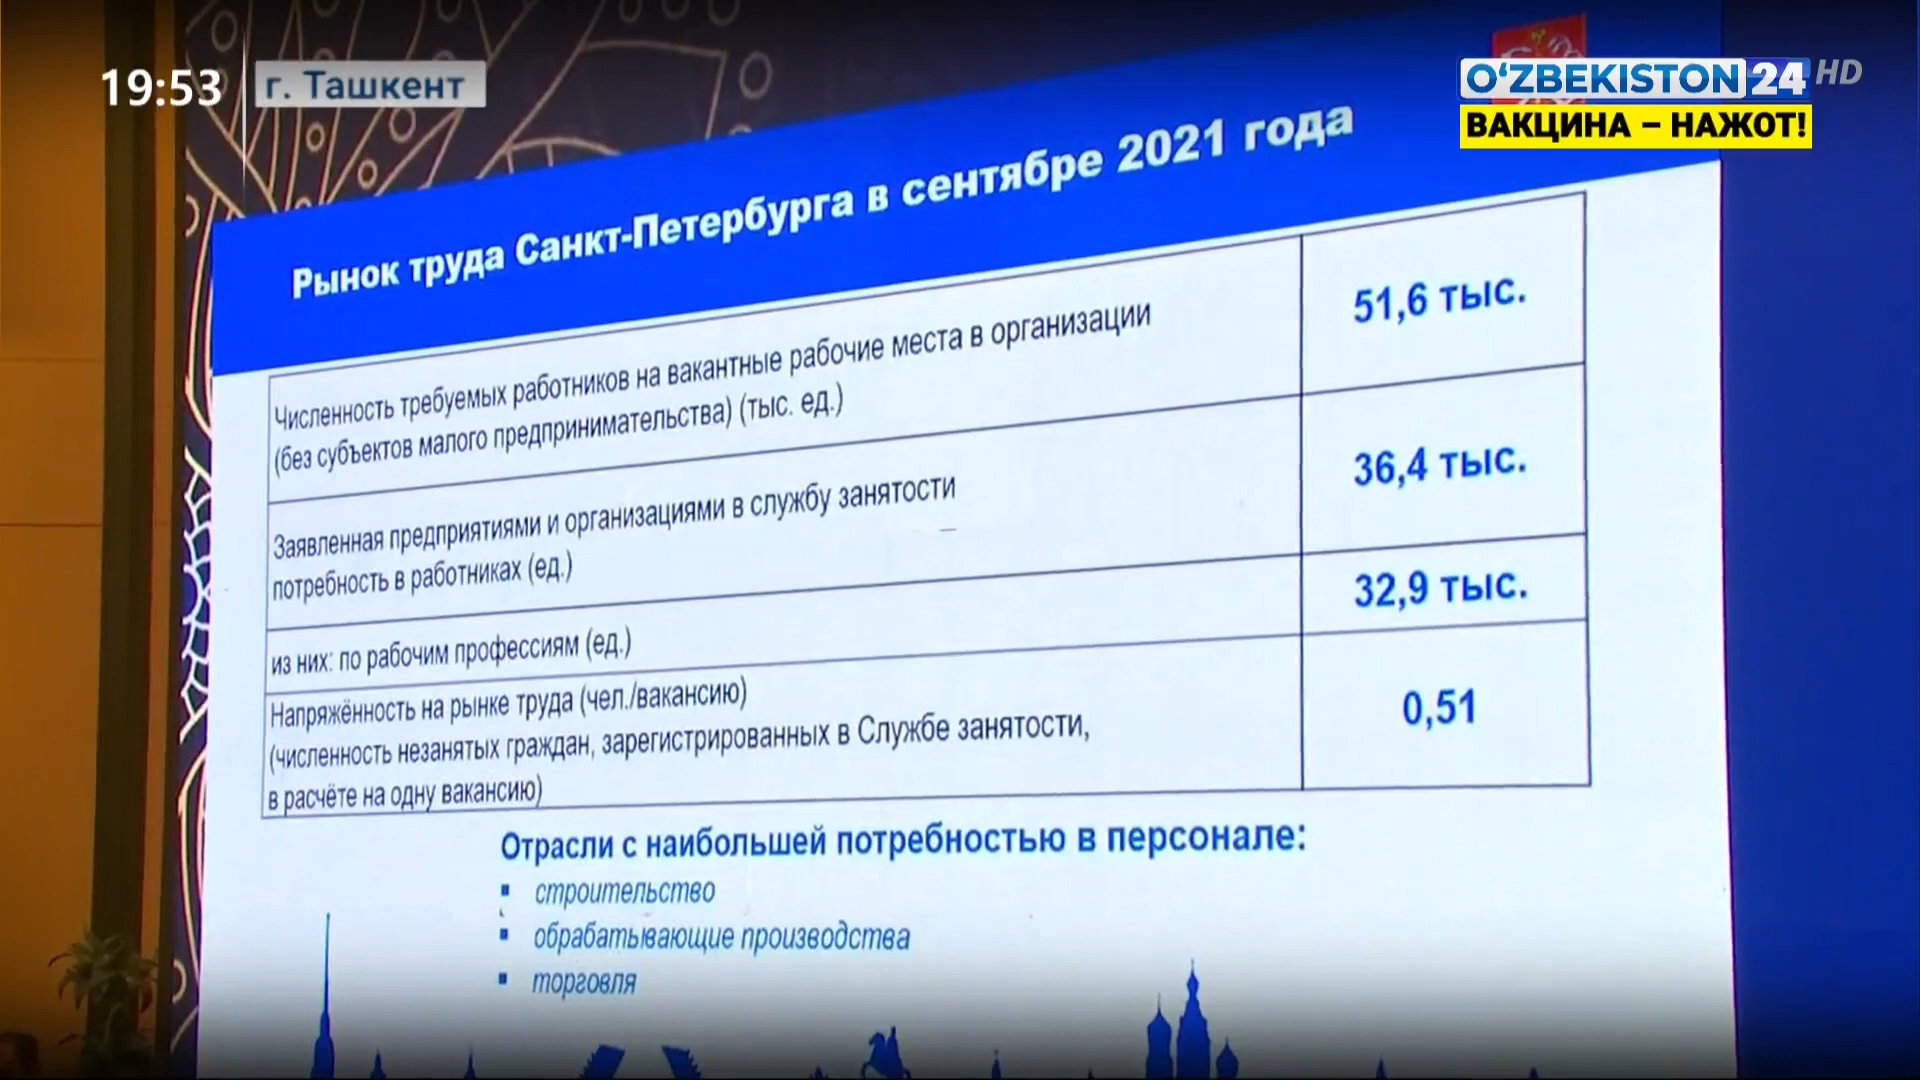 19:53
г. Ташкент
O‘ZBEKISTON 24 HD
ВАКЦИНА – НАЖОТ!
Рынок труда Санкт-Петербурга в сентябре 2021 года
Численность требуемых работников на вакантные рабочие места в организации
(без субъектов малого предпринимательства) (тыс. ед.)
51,6 тыс.
Заявленная предприятиями и организациями в службу занятости
потребность в работниках (ед.)
36,4 тыс.
из них: по рабочим профессиям (ед.)
32,9 тыс.
Напряжённость на рынке труда (чел./вакансию)
(численность незанятых граждан, зарегистрированных в Службе занятости,
в расчёте на одну вакансию)
0,51
Отрасли с наибольшей потребностью в персонале:
▪ строительство
▪ обрабатывающие производства
▪ торговля